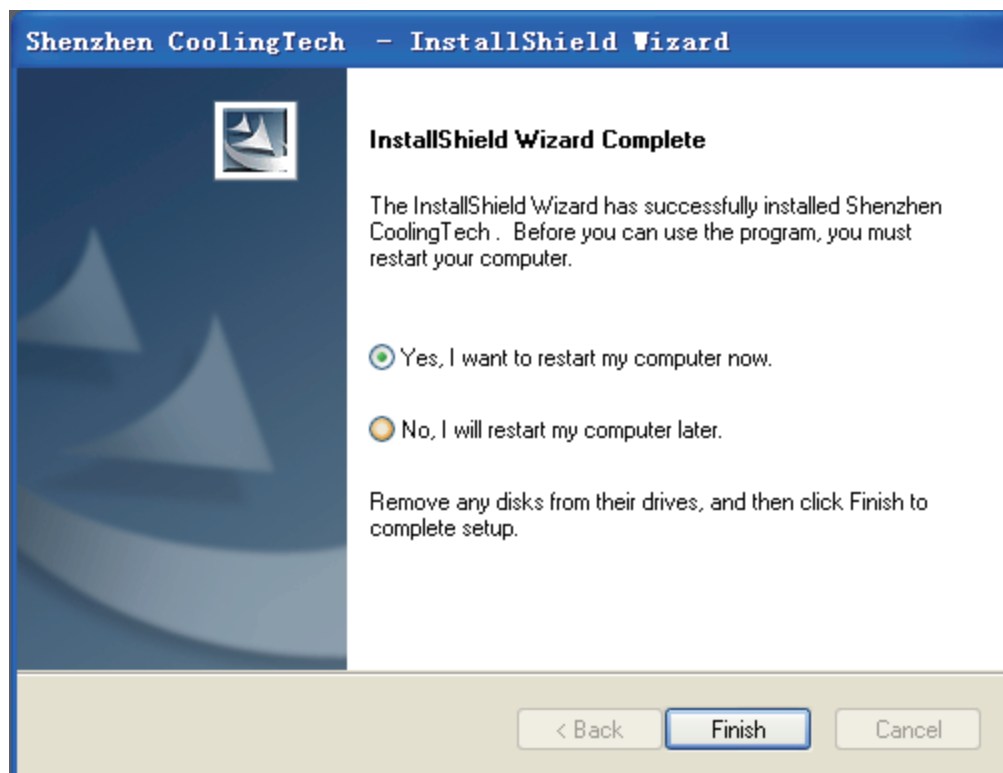 Shenzhen CoolingTech - InstallShield Wizard
InstallShield Wizard Complete
The InstallShield Wizard has successfully installed Shenzhen
CoolingTech . Before you can use the program, you must
restart your computer.
Yes, I want to restart my computer now.
No, I will restart my computer later.
Remove any disks from their drives, and then click Finish to
complete setup.
< Back Finish Cancel